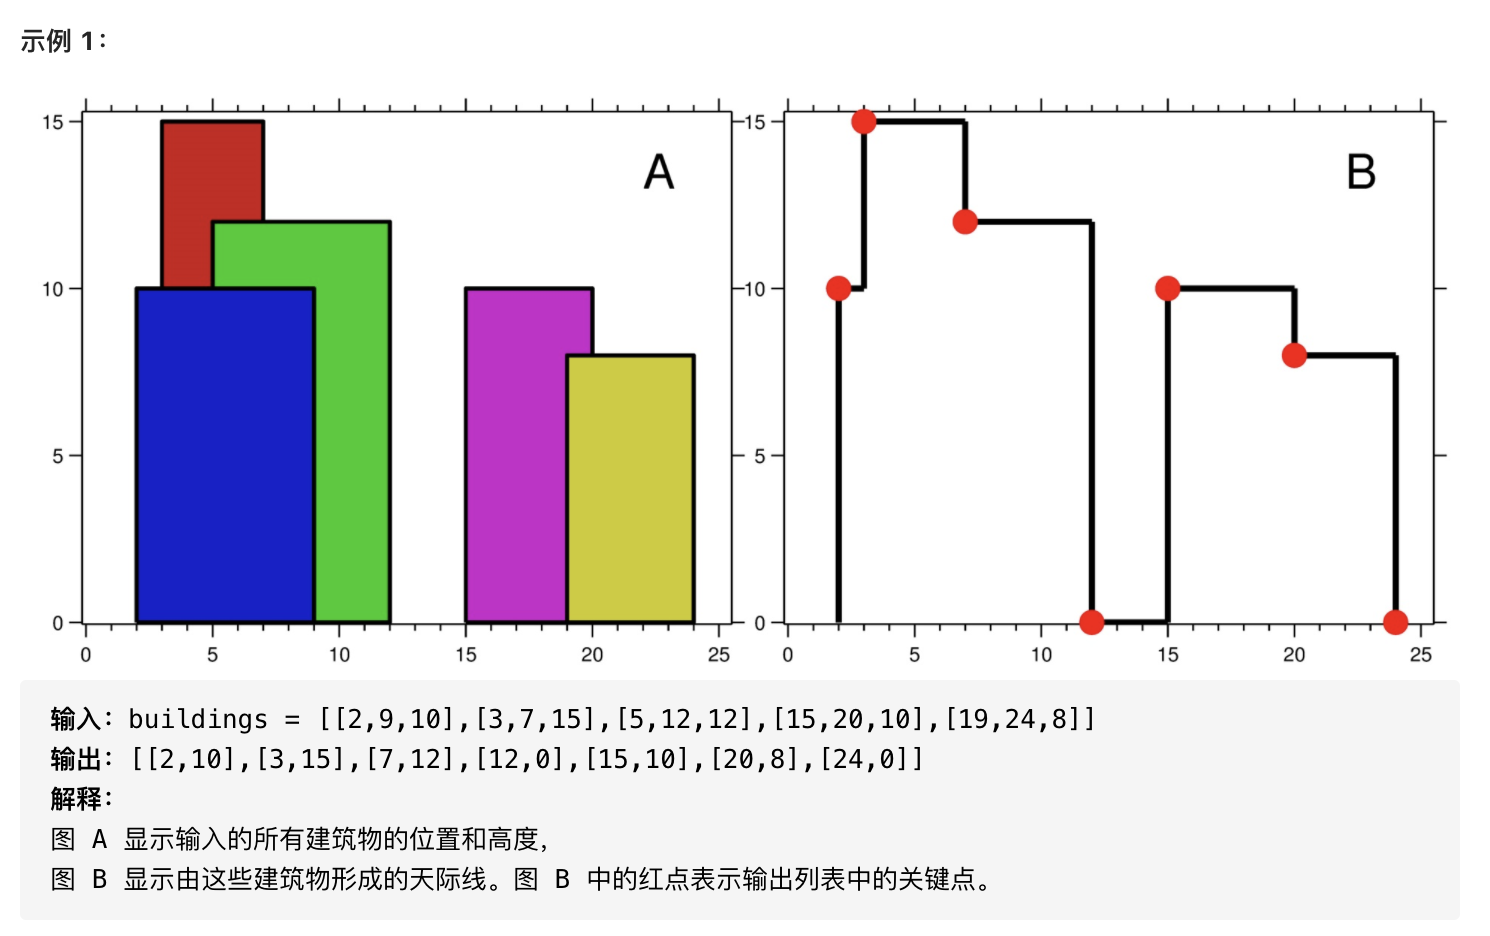 示例 1：
A
15
10
5
0
0 5 10 15 20 25
B
15
10
5
0
0 5 10 15 20 25
输入：buildings = [[2,9,10],[3,7,15],[5,12,12],[15,20,10],[19,24,8]]
输出：[[2,10],[3,15],[7,12],[12,0],[15,10],[20,8],[24,0]]
解释：
图 A 显示输入的所有建筑物的位置和高度，
图 B 显示由这些建筑物形成的天际线。图 B 中的红点表示输出列表中的关键点。